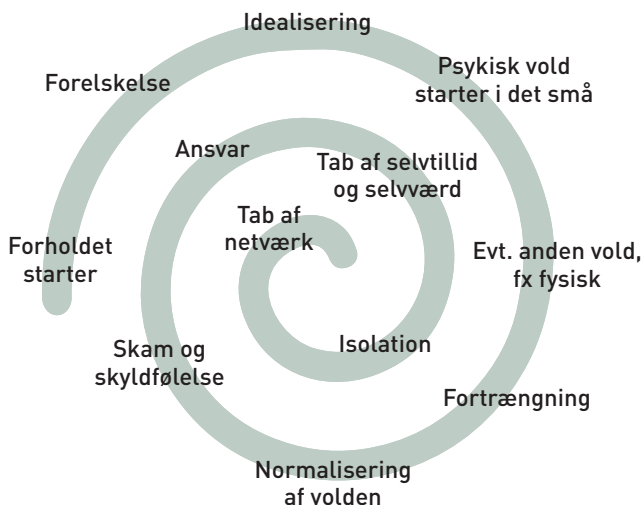 Forholdet
starter
Forelskelse
Idealisering
Psykisk vold
starter i det små
Evt. anden vold,
fx fysisk
Fortrængning
Normalisering
af volden
Skam og
skyldfølelse
Ansvar
Tab af selvtillid
og selvværd
Isolation
Tab af
netværk